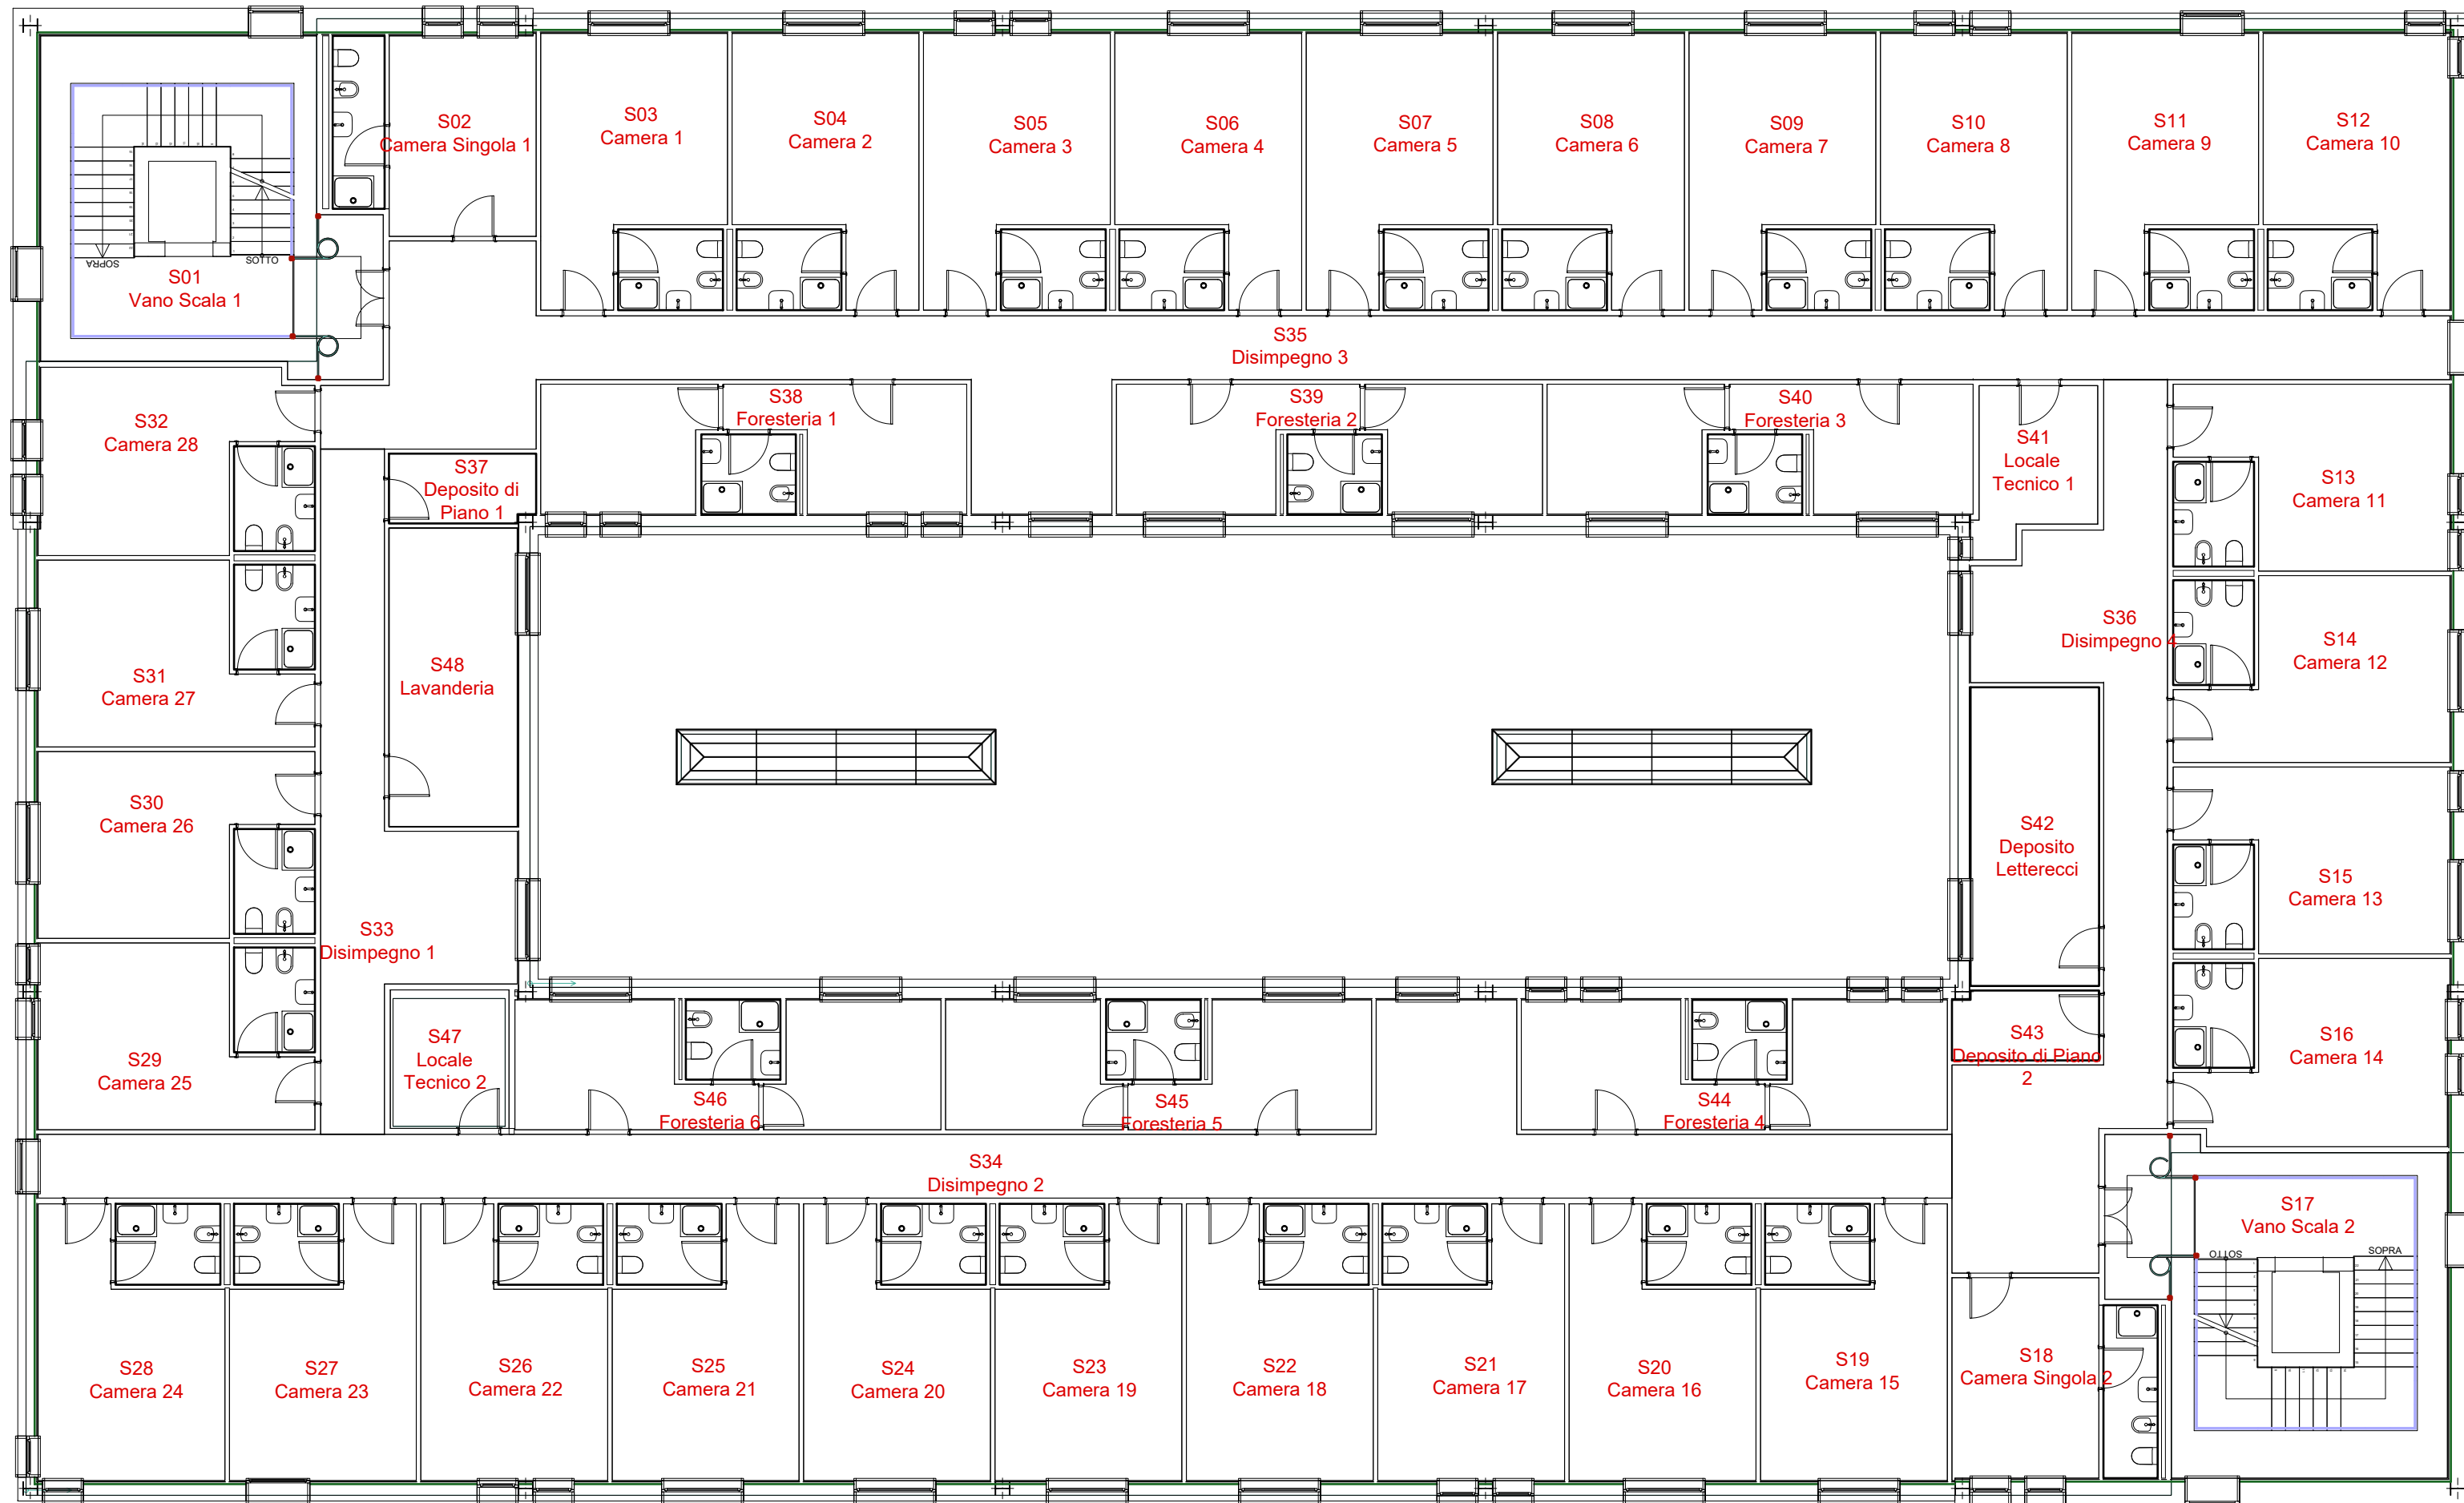 S02
Camera Singola 1
S03
Camera 1
S04
Camera 2
S05
Camera 3
S06
Camera 4
S07
Camera 5
S08
Camera 6
S09
Camera 7
S10
Camera 8
S11
Camera 9
S12
Camera 10
SOPRA
SOTTO
S01
Vano Scala 1
S35
Disimpegno 3
S32
Camera 28
S37
Deposito di
Piano 1
S38
Foresteria 1
S39
Foresteria 2
S40
Foresteria 3
S41
Locale
Tecnico 1
S13
Camera 11
S36
Disimpegno 4
S14
Camera 12
S31
Camera 27
S48
Lavanderia
S30
Camera 26
S42
Deposito
Letterecci
S15
Camera 13
S33
Disimpegno 1
S29
Camera 25
S47
Locale
Tecnico 2
S46
Foresteria 6
S45
Foresteria 5
S44
Foresteria 4
S43
Deposito di Piano
2
S16
Camera 14
S34
Disimpegno 2
S17
Vano Scala 2
SOTTO
SOPRA
S28
Camera 24
S27
Camera 23
S26
Camera 22
S25
Camera 21
S24
Camera 20
S23
Camera 19
S22
Camera 18
S21
Camera 17
S20
Camera 16
S19
Camera 15
S18
Camera Singola 2